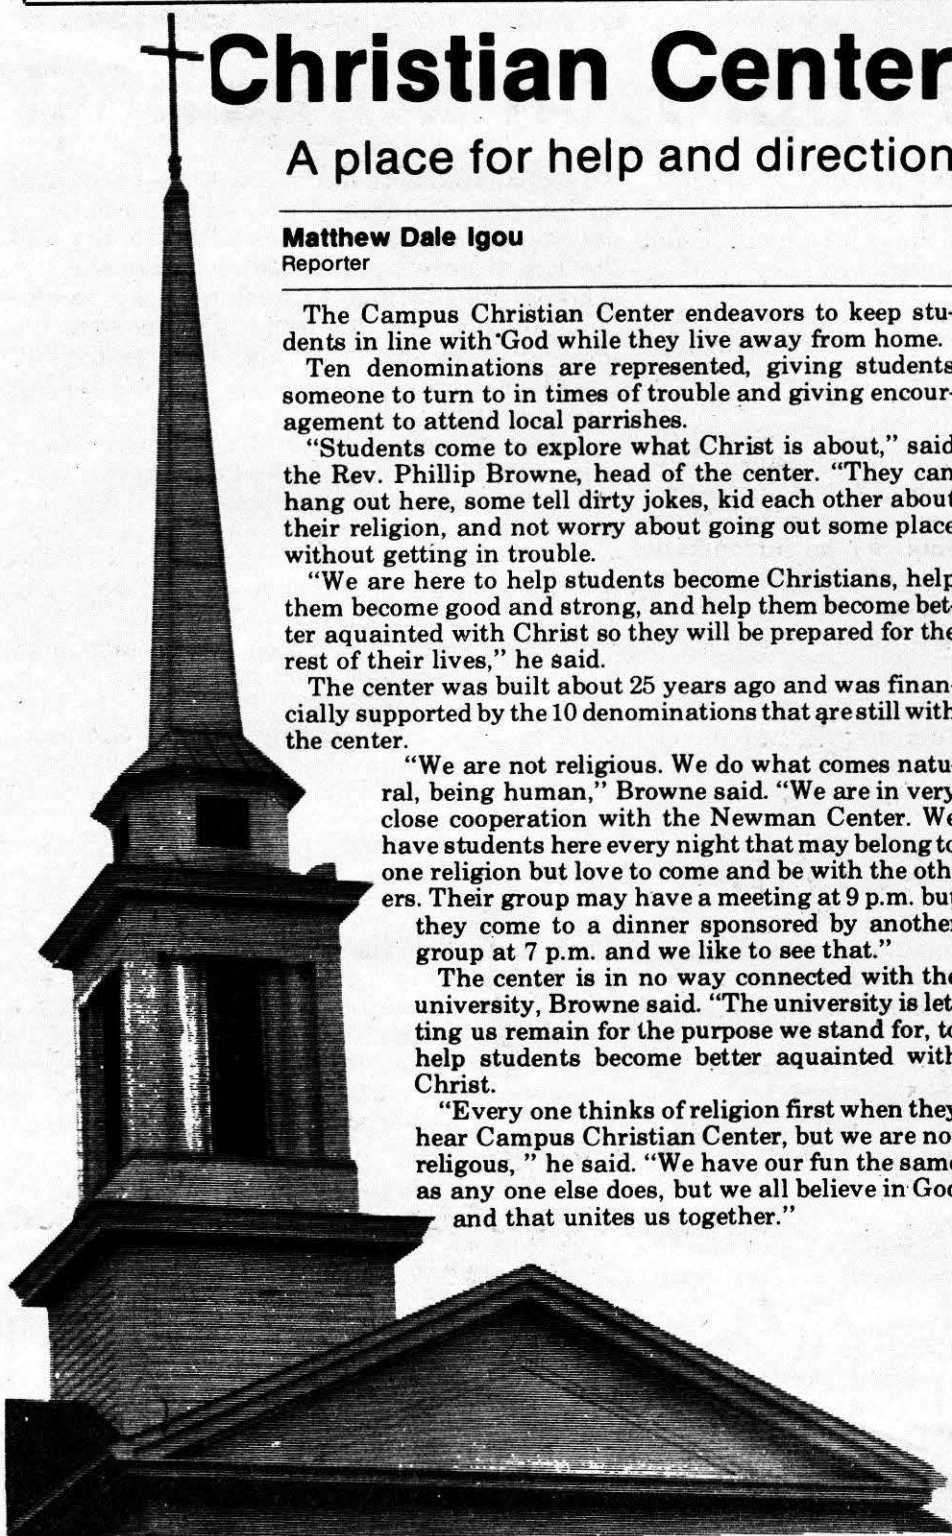 Christian Center
A place for help and direction
Matthew Dale Igou
Reporter
The Campus Christian Center endeavors to keep stu-
dents in line with God while they live away from home.
Ten denominations are represented, giving students
someone to turn to in times of trouble and giving encour-
agement to attend local parrishes.
“Students come to explore what Christ is about,” said
the Rev. Phillip Browne, head of the center. “They can
hang out here, some tell dirty jokes, kid each other about
their religion, and not worry about going out some place
without getting in trouble.
“We are here to help students become Christians, help
them become good and strong, and help them become bet-
ter aquainted with Christ so they will be prepared for the
rest of their lives,” he said.
The center was built about 25 years ago and was finan-
cially supported by the 10 denominations that are still with
the center.
“We are not religious. We do what comes natu-
ral, being human,” Browne said. “We are in very
close cooperation with the Newman Center. We
have students here every night that may belong to
one religion but love to come and be with the oth-
ers. Their group may have a meeting at 9 p.m. but
they come to a dinner sponsored by another
group at 7 p.m. and we like to see that.”
The center is in no way connected with the
university, Browne said. “The university is let-
ting us remain for the purpose we stand for, to
help students become better aquainted with
Christ.
“Every one thinks of religion first when they
hear Campus Christian Center, but we are not
religous, ” he said. “We have our fun the same
as any one else does, but we all believe in God
and that unites us together.”